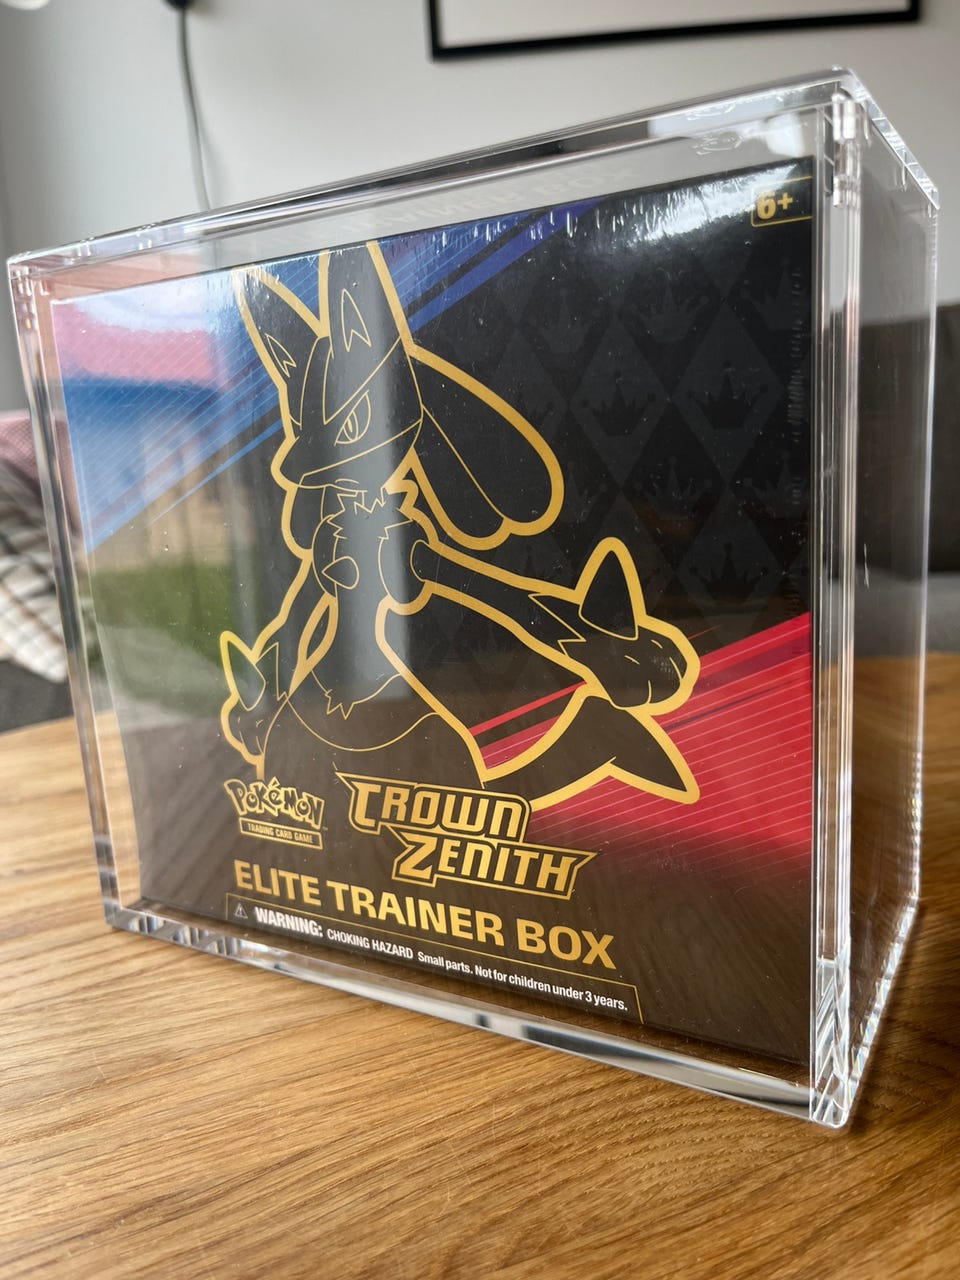 6+
Pokémon
TRADING CARD GAME
CROWN
ZENITH
ELITE TRAINER BOX
WARNING: CHOKING HAZARD Small parts. Not for children under 3 years.